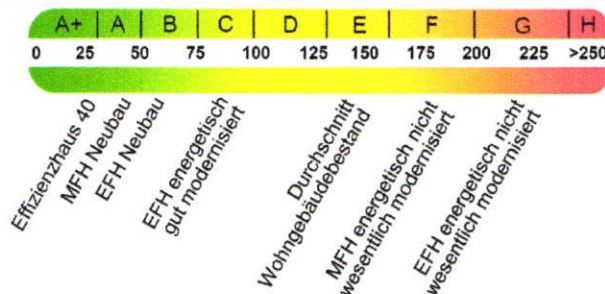 A+ A B C D E F G H
0 25 50 75 100 125 150 175 200 225 >250
Effizienzhaus 40
MFH Neubau
EFH Neubau
EFH energetisch
gut modernisiert
Durchschnitt
Wohngebäudebestand
MFH energetisch nicht
wesentlich modernisiert
EFH energetisch nicht
wesentlich modernisiert